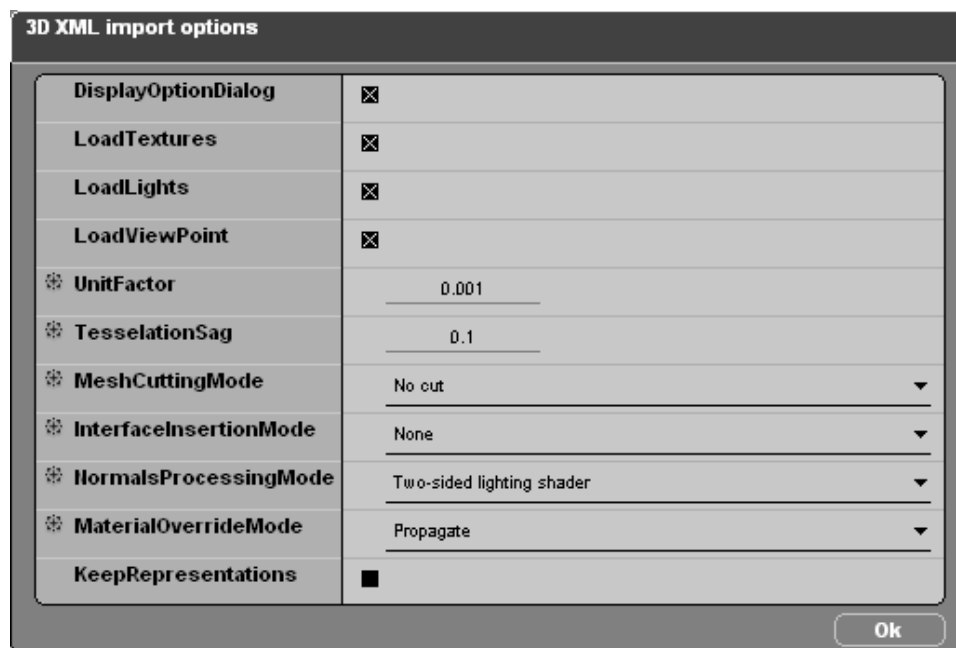 3D XML import options
DisplayOptionDialog
LoadTextures
LoadLights
LoadViewPoint
UnitFactor 0.001
TesselationSag 0.1
MeshCuttingMode No cut
InterfaceInsertionMode None
NormalsProcessingMode Two-sided lighting shader
MaterialOverrideMode Propagate
KeepRepresentations
Ok